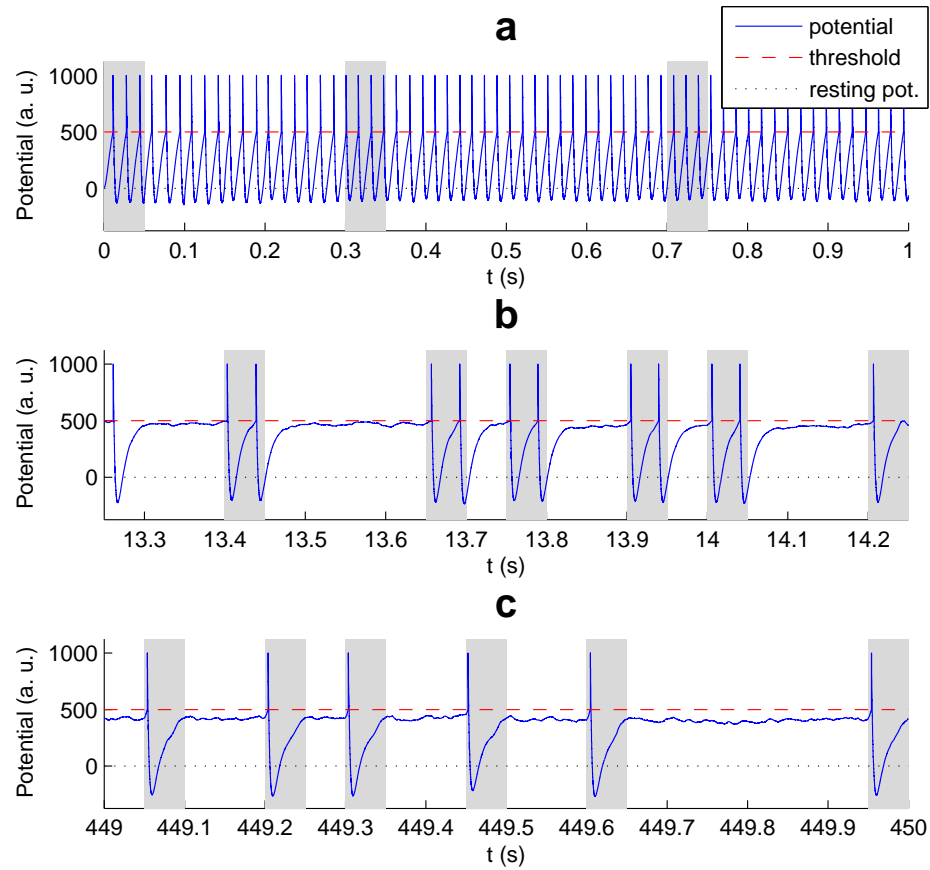 a
potential
threshold
resting pot.
Potential (a. u.)
1000
500
0
0 0.1 0.2 0.3 0.4 0.5 0.6 0.7 0.8 0.9 1
t (s)
b
Potential (a. u.)
1000
500
0
13.3 13.4 13.5 13.6 13.7 13.8 13.9 14 14.1 14.2
t (s)
c
Potential (a. u.)
1000
500
0
449 449.1 449.2 449.3 449.4 449.5 449.6 449.7 449.8 449.9 450
t (s)